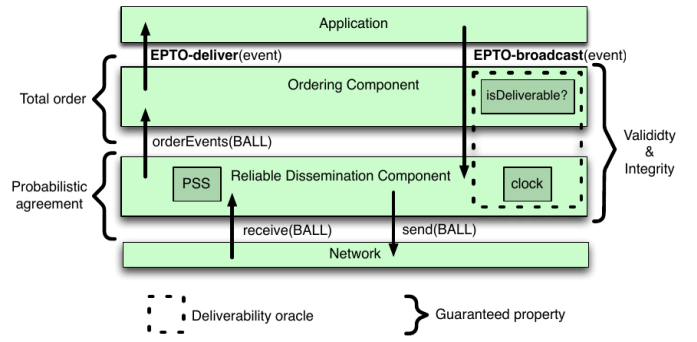 Application
EPTO-deliver(event)
EPTO-broadcast(event)
Ordering Component
isDeliverable?
Total order
Valididty
&
Integrity
orderEvents(BALL)
Probabilistic
agreement
PSS
Reliable Dissemination Component
clock
receive(BALL)
send(BALL)
Network
Deliverability oracle
Guaranteed property